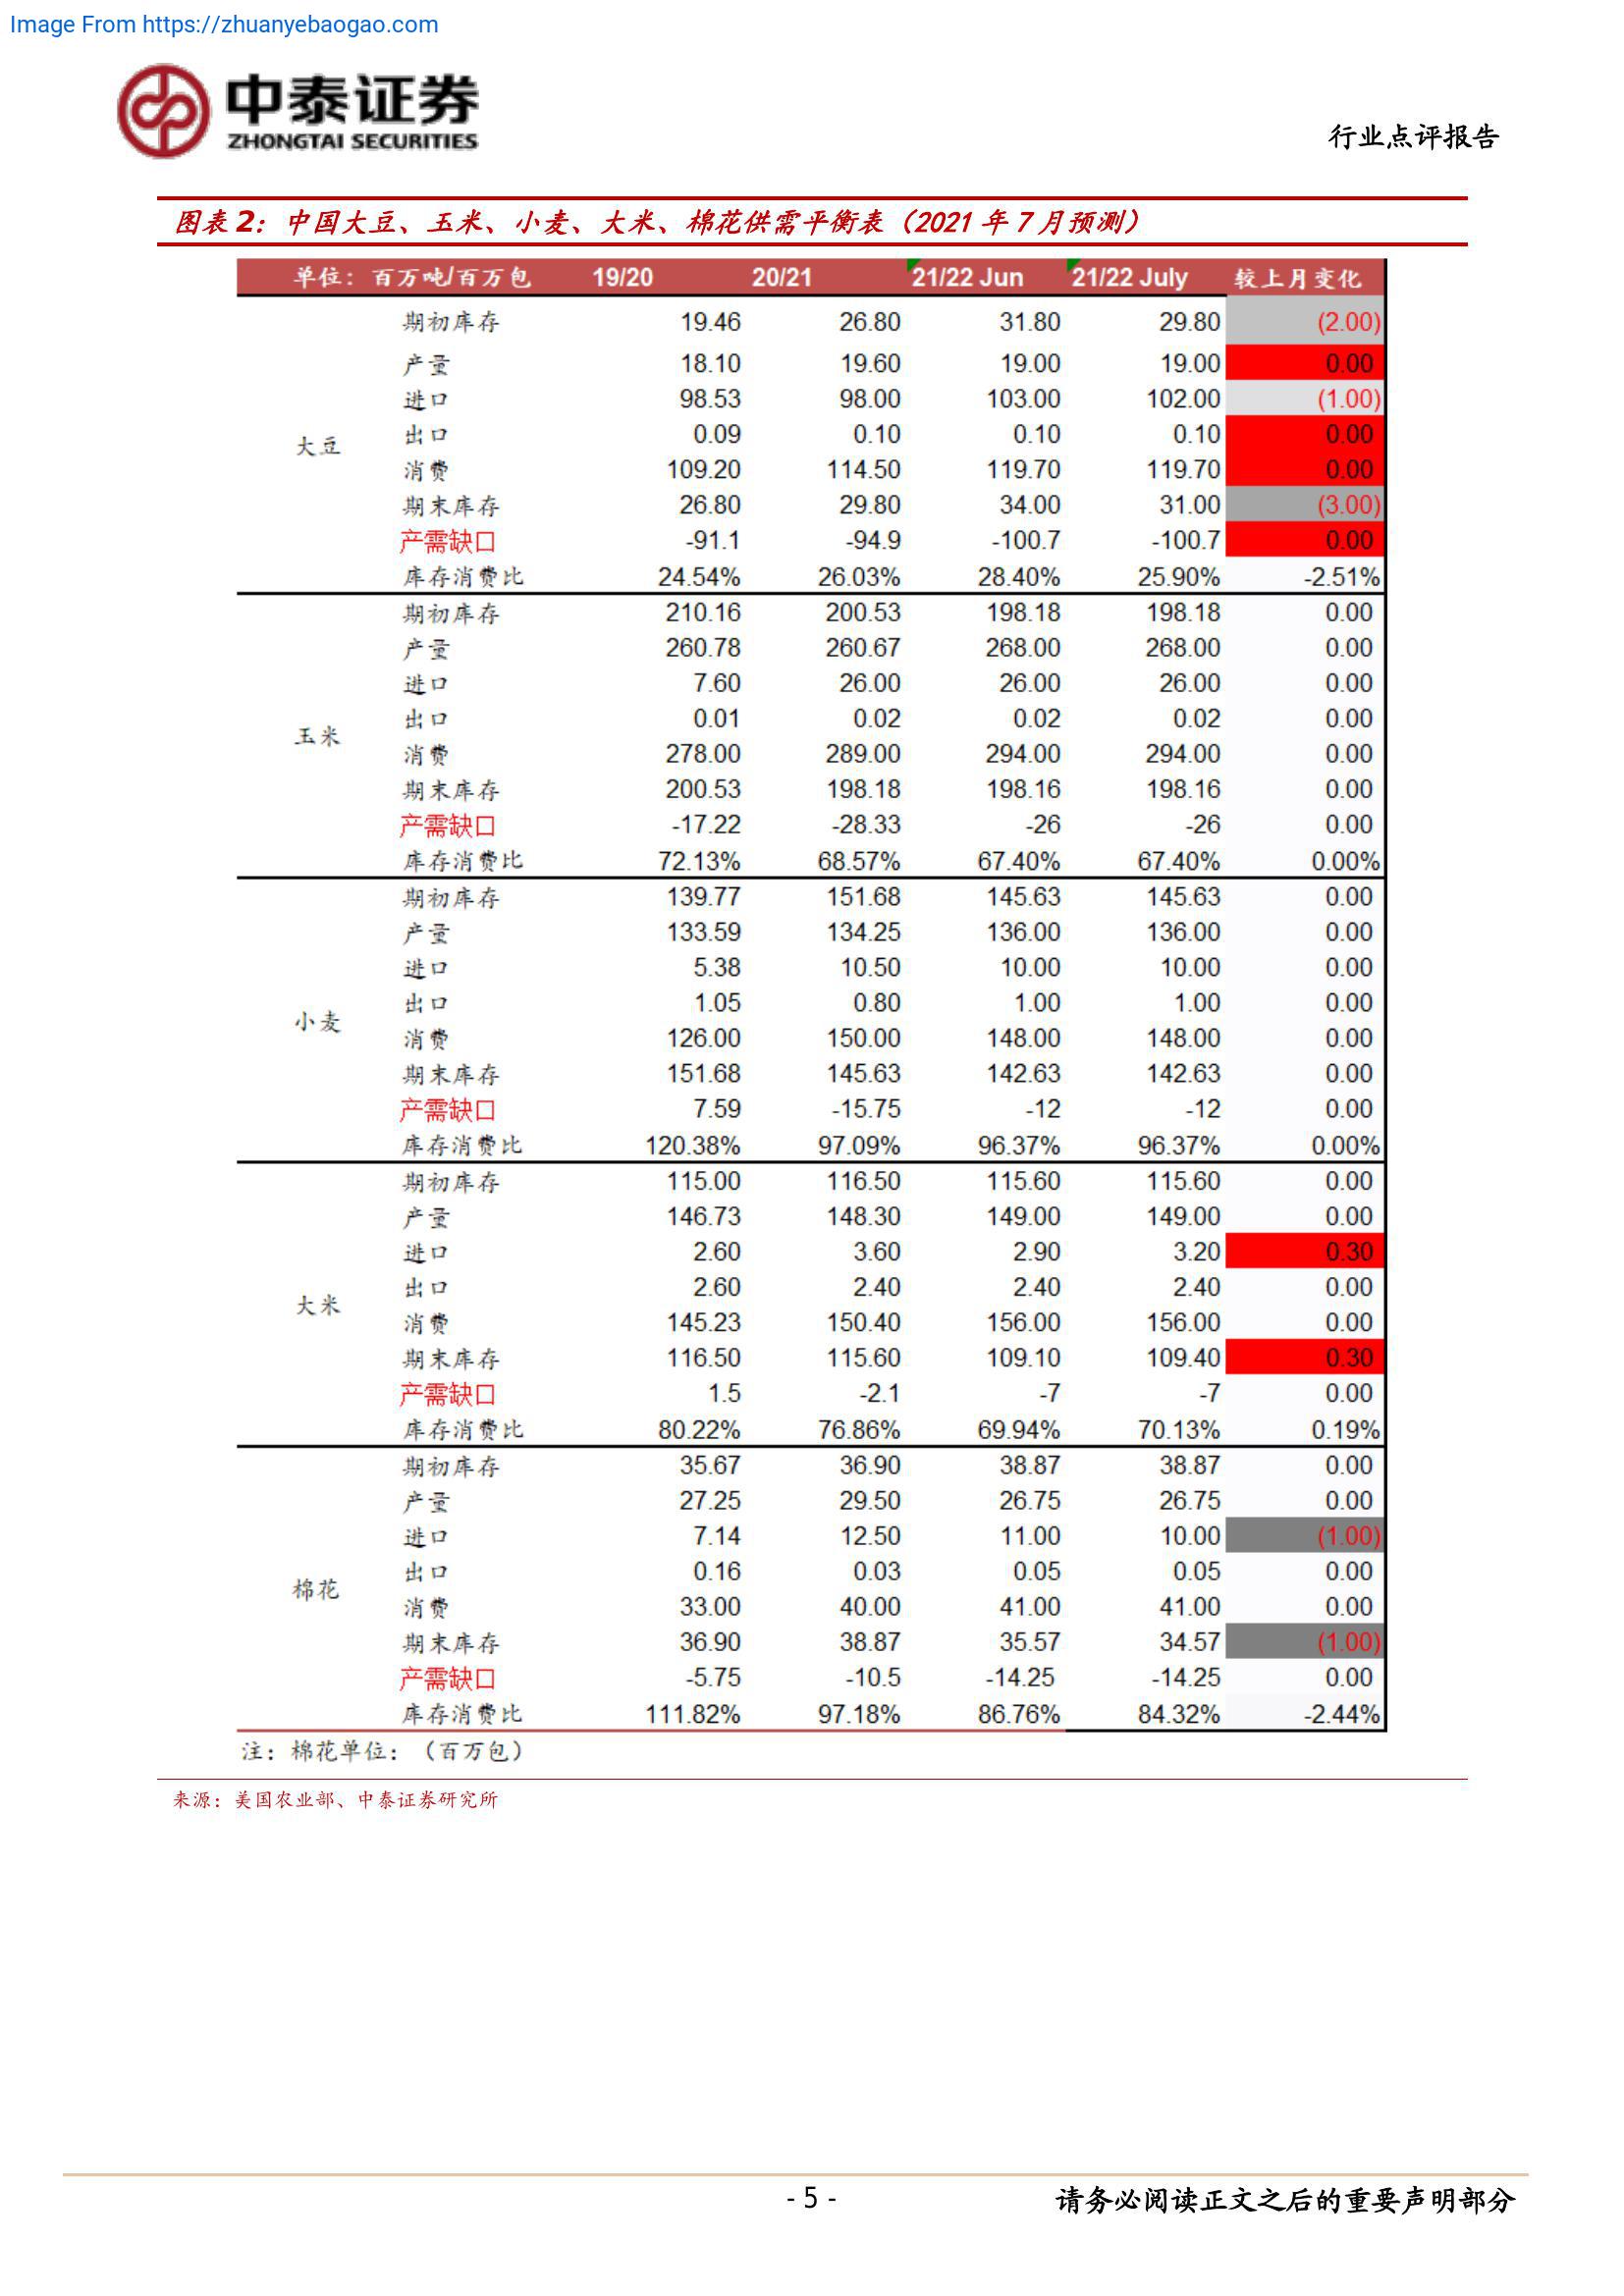 Image From https://zhuanyebaogao.com
中泰证券
ZHONGTAI SECURITIES
行业点评报告
图表 2：中国大豆、玉米、小麦、大米、棉花供需平衡表（2021 年 7 月预测）
单位：百万吨/百万包 19/20 20/21 21/22 Jun 21/22 July 较上月变化
期初库存 19.46 26.80 31.80 29.80 (2.00)
产量 18.10 19.60 19.00 19.00 0.00
进口 98.53 98.00 103.00 102.00 (1.00)
出口 0.09 0.10 0.10 0.10 0.00
大豆
消费 109.20 114.50 119.70 119.70 0.00
期末库存 26.80 29.80 34.00 31.00 (3.00)
产需缺口 -91.1 -94.9 -100.7 -100.7 0.00
库存消费比 24.54% 26.03% 28.40% 25.90% -2.51%
期初库存 210.16 200.53 198.18 198.18 0.00
产量 260.78 260.67 268.00 268.00 0.00
进口 7.60 26.00 26.00 26.00 0.00
出口 0.01 0.02 0.02 0.02 0.00
玉米
消费 278.00 289.00 294.00 294.00 0.00
期末库存 200.53 198.18 198.16 198.16 0.00
产需缺口 -17.22 -28.33 -26 -26 0.00
库存消费比 72.13% 68.57% 67.40% 67.40% 0.00%
期初库存 139.77 151.68 145.63 145.63 0.00
产量 133.59 134.25 136.00 136.00 0.00
进口 5.38 10.50 10.00 10.00 0.00
出口 1.05 0.80 1.00 1.00 0.00
小麦
消费 126.00 150.00 148.00 148.00 0.00
期末库存 151.68 145.63 142.63 142.63 0.00
产需缺口 7.59 -15.75 -12 -12 0.00
库存消费比 120.38% 97.09% 96.37% 96.37% 0.00%
期初库存 115.00 116.50 115.60 115.60 0.00
产量 146.73 148.30 149.00 149.00 0.00
进口 2.60 3.60 2.90 3.20 0.30
出口 2.60 2.40 2.40 2.40 0.00
大米
消费 145.23 150.40 156.00 156.00 0.00
期末库存 116.50 115.60 109.10 109.40 0.30
产需缺口 1.5 -2.1 -7 -7 0.00
库存消费比 80.22% 76.86% 69.94% 70.13% 0.19%
期初库存 35.67 36.90 38.87 38.87 0.00
产量 27.25 29.50 26.75 26.75 0.00
进口 7.14 12.50 11.00 10.00 (1.00)
出口 0.16 0.03 0.05 0.05 0.00
棉花
消费 33.00 40.00 41.00 41.00 0.00
期末库存 36.90 38.87 35.57 34.57 (1.00)
产需缺口 -5.75 -10.5 -14.25 -14.25 0.00
库存消费比 111.82% 97.18% 86.76% 84.32% -2.44%
注：棉花单位：（百万包）
来源：美国农业部、中泰证券研究所
- 5 -
请务必阅读正文之后的重要声明部分